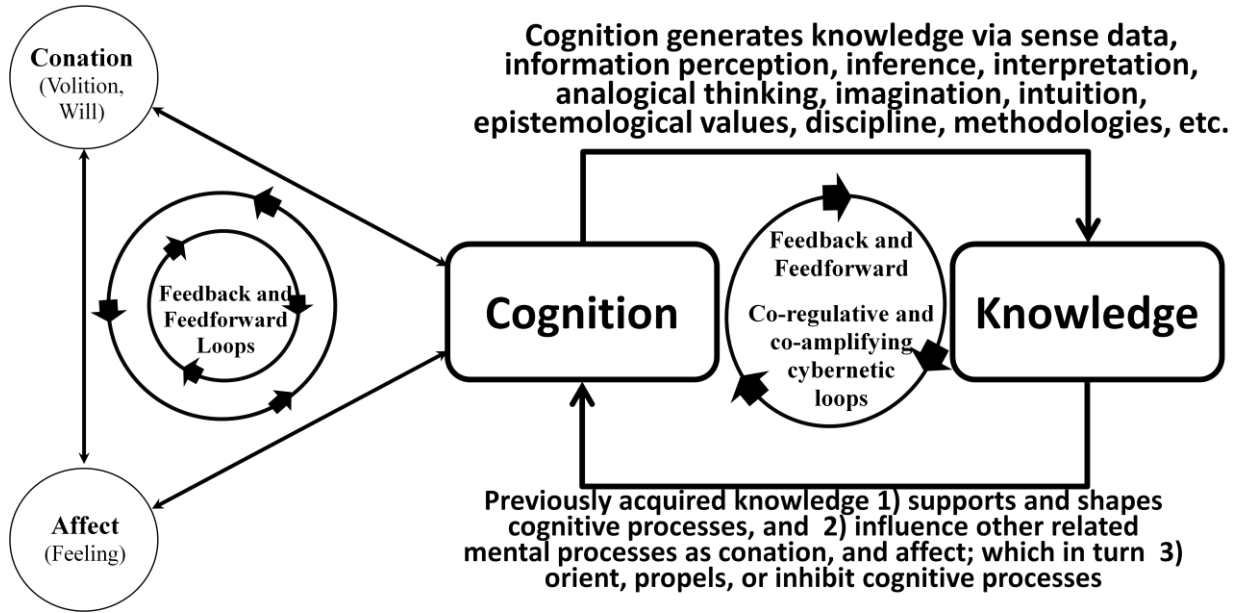 Conation
(Volition,
Will)
Cognition generates knowledge via sense data,
information perception, inference, interpretation,
analogical thinking, imagination, intuition,
epistemological values, discipline, methodologies, etc.
Feedback and
Feedforward
Loops
Cognition
Feedback and
Feedforward
Co-regulative and
co-amplifying
cybernetic
loops
Knowledge
Affect
(Feeling)
Previously acquired knowledge 1) supports and shapes
cognitive processes, and 2) influence other related
mental processes as conation, and affect; which in turn 3)
orient, propels, or inhibit cognitive processes